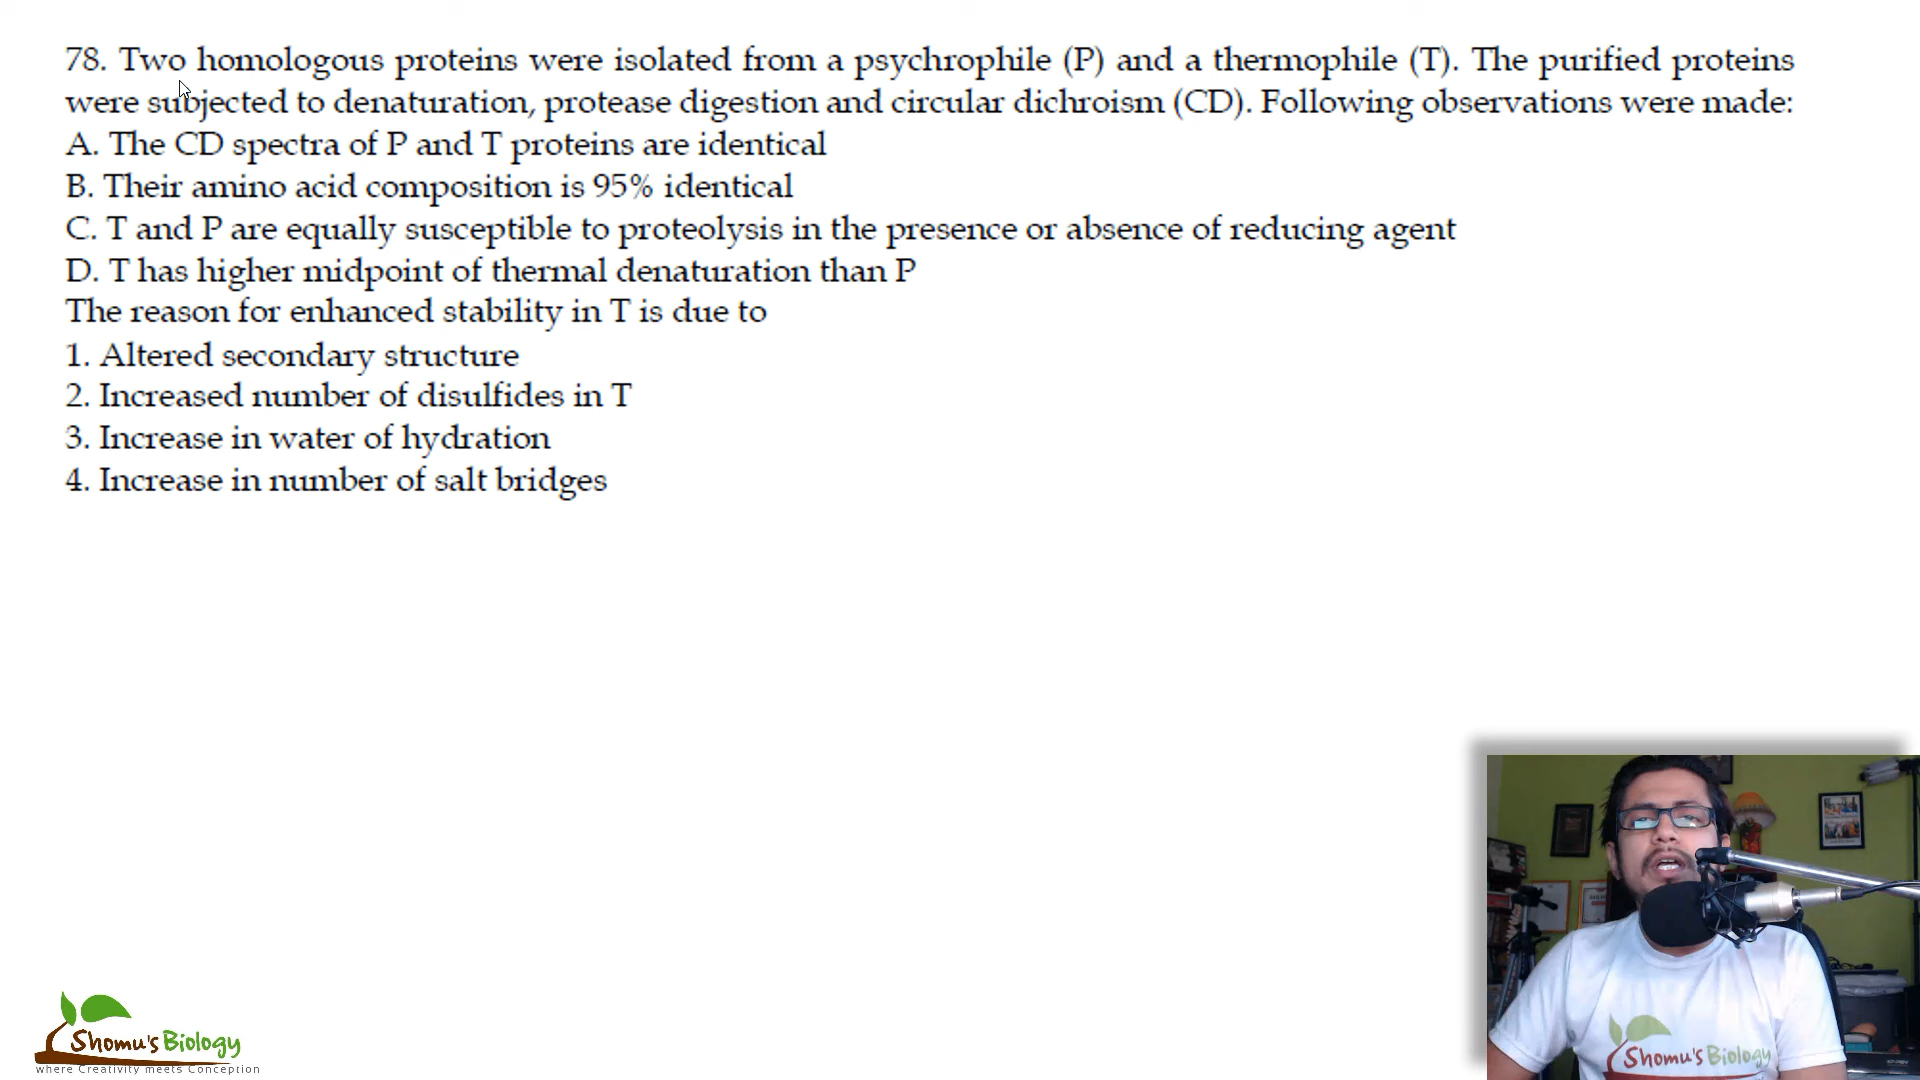 78. Two homologous proteins were isolated from a psychrophile (P) and a thermophile (T). The purified proteins
were subjected to denaturation, protease digestion and circular dichroism (CD). Following observations were made:
A. The CD spectra of P and T proteins are identical
B. Their amino acid composition is 95% identical
C. T and P are equally susceptible to proteolysis in the presence or absence of reducing agent
D. T has higher midpoint of thermal denaturation than P
The reason for enhanced stability in T is due to
1. Altered secondary structure
2. Increased number of disulfides in T
3. Increase in water of hydration
4. Increase in number of salt bridges
Shomu's Biology
where Creativity meets Conception
Shomu's Biology